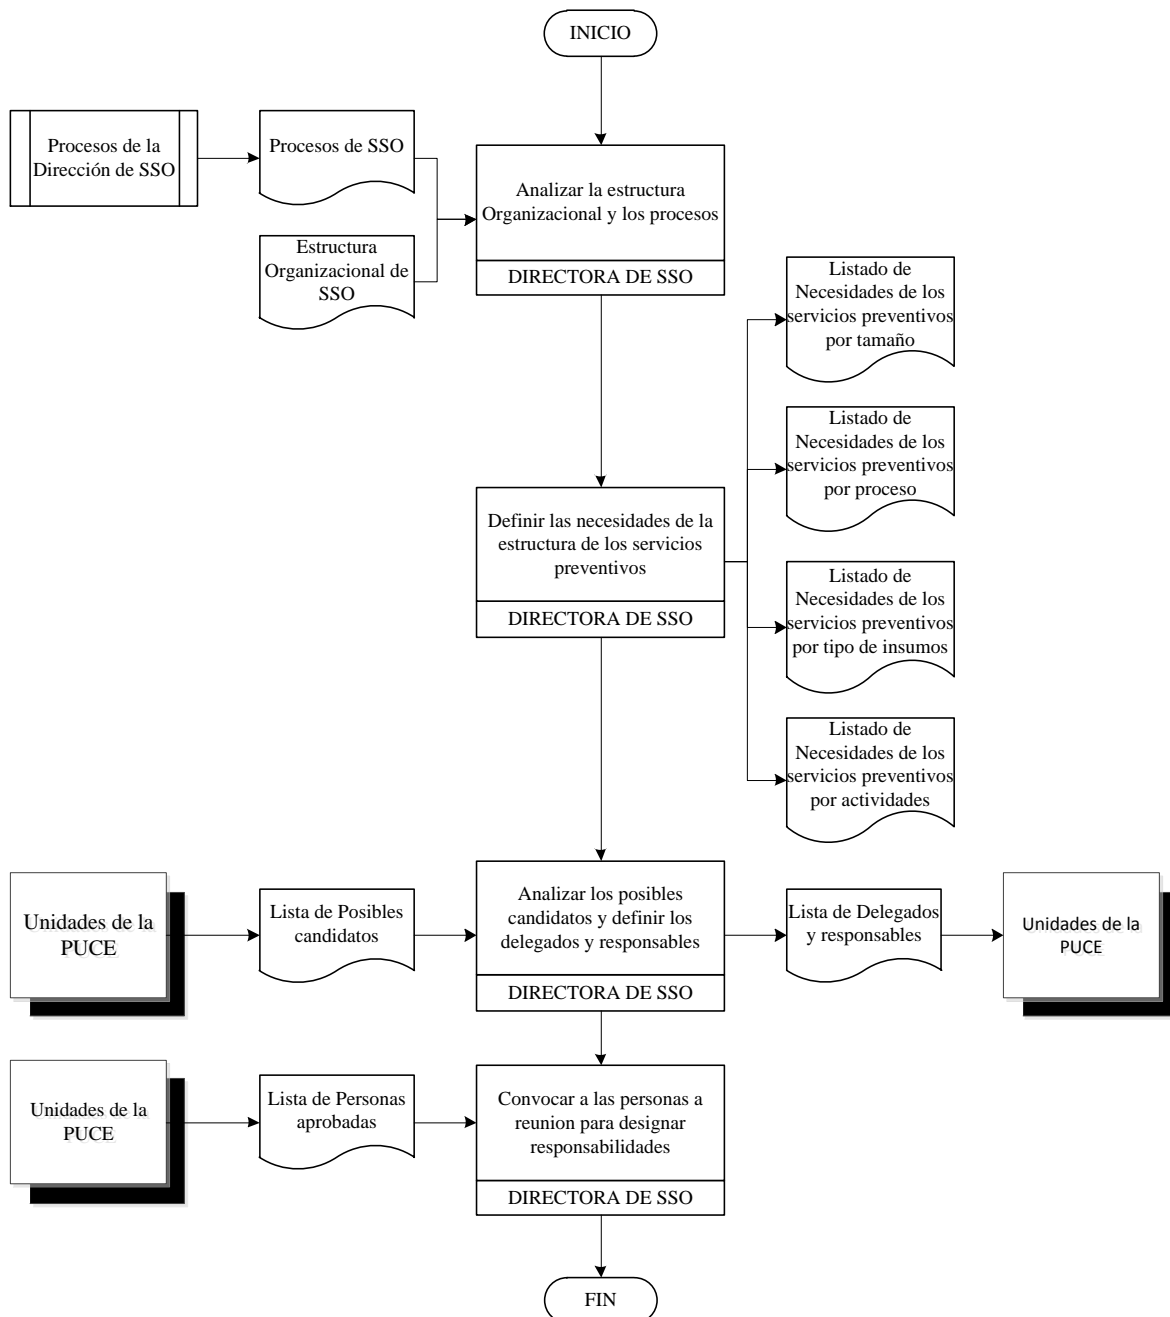 INICIO
Procesos de la
Dirección de SSO
Procesos de SSO
Estructura
Organizacional de
SSO
Analizar la estructura
Organizacional y los procesos
DIRECTORA DE SSO
Listado de
Necesidades de los
servicios preventivos
por tamaño
Listado de
Necesidades de los
servicios preventivos
por proceso
Definir las necesidades de la
estructura de los servicios
preventivos
DIRECTORA DE SSO
Listado de
Necesidades de los
servicios preventivos
por tipo de insumos
Listado de
Necesidades de los
servicios preventivos
por actividades
Unidades de la
PUCE
Lista de Posibles
candidatos
Analizar los posibles
candidatos y definir los
delegados y responsables
DIRECTORA DE SSO
Lista de Delegados
y responsables
Unidades de la
PUCE
Unidades de la
PUCE
Lista de Personas
aprobadas
Convocar a las personas a
reunion para designar
responsabilidades
DIRECTORA DE SSO
FIN